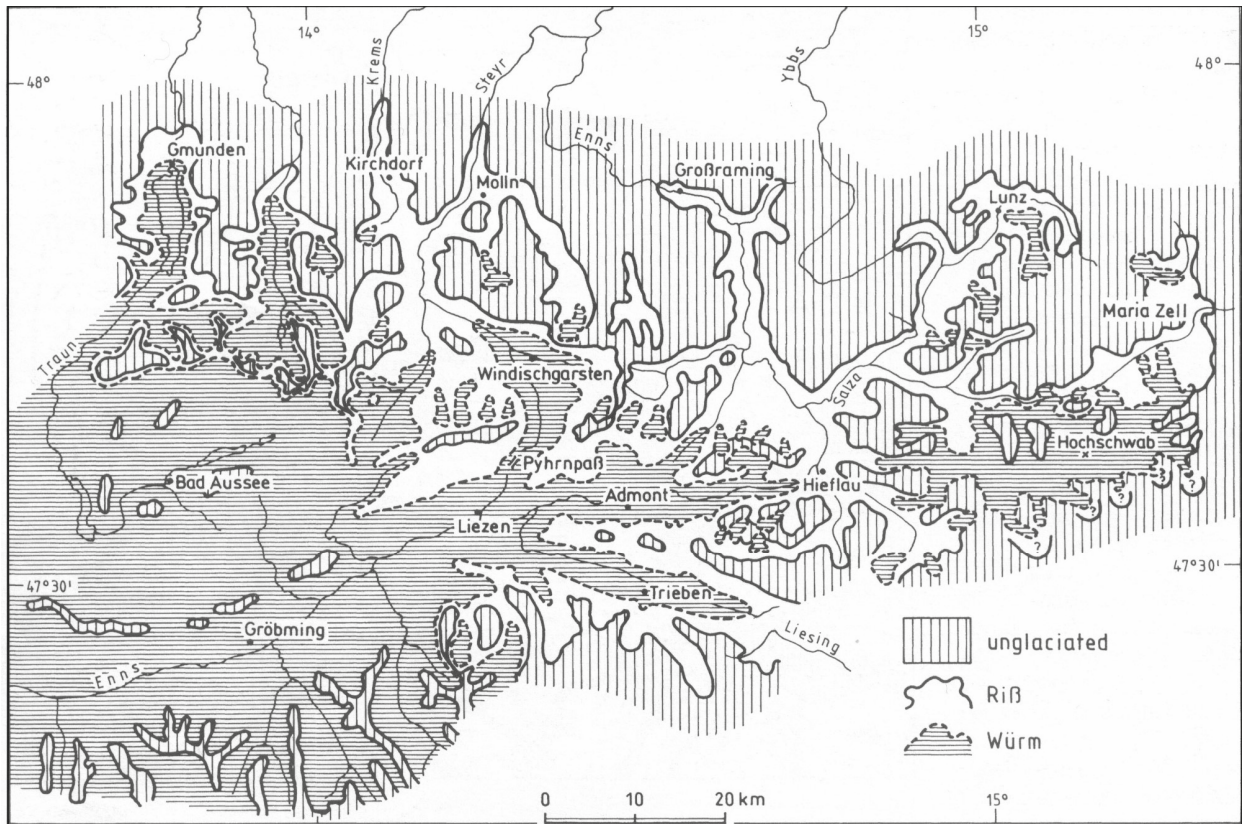 14°
15°
48°
48°
Krems
Steyr
Ybbs
Enns
Gmunden
Kirchdorf
Molln
Großraming
Lunz
Maria Zell
Traun
Windischgarsten
Salza
Hochschwab
Pyhrnpaß
Bad Aussee
Admont
Hieflau
Liezen
?
?
?
?
?
47°30'
47°30'
Trieben
Gröbming
Liesing
Enns
unglaciated
Riß
Würm
0 10 20 km
15°